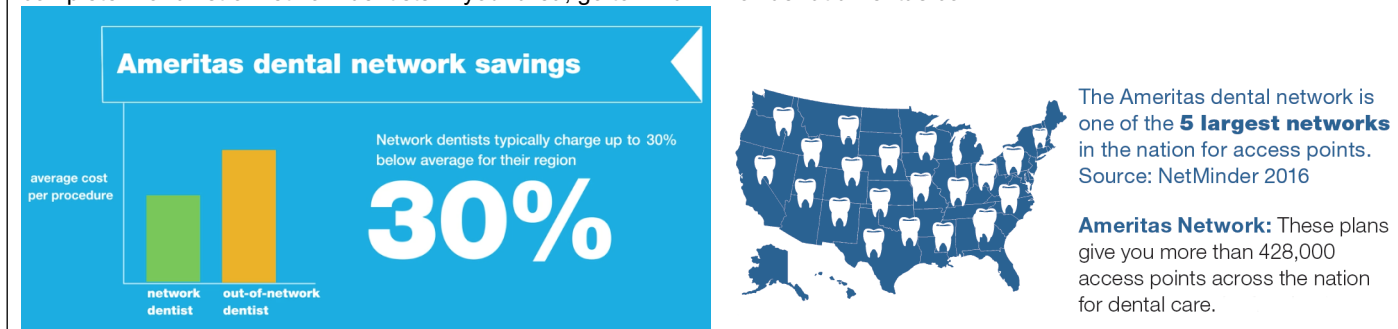 Ameritas dental network savings
Network dentists typically charge up to 30%
below average for their region
30%
average cost
per procedure
network
dentist
out-of-network
dentist
The Ameritas dental network is
one of the 5 largest networks
in the nation for access points.
Source: NetMinder 2016
Ameritas Network: These plans
give you more than 428,000
access points across the nation
for dental care.